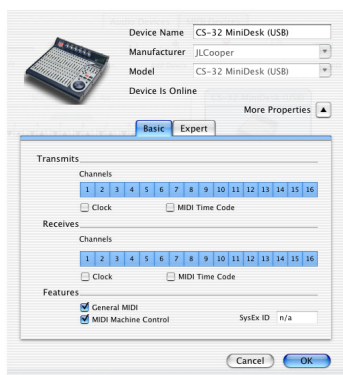 Device Name CS-32 MiniDesk (USB)
Manufacturer JLCooper
Model CS-32 MiniDesk (USB)
Device Is Online
More Properties
Basic Expert
Transmits
Channels
1 2 3 4 5 6 7 8 9 10 11 12 13 14 15 16
Clock MIDI Time Code
Receives
Channels
1 2 3 4 5 6 7 8 9 10 11 12 13 14 15 16
Clock MIDI Time Code
Features
General MIDI
MIDI Machine Control SysEx ID n/a
Cancel OK